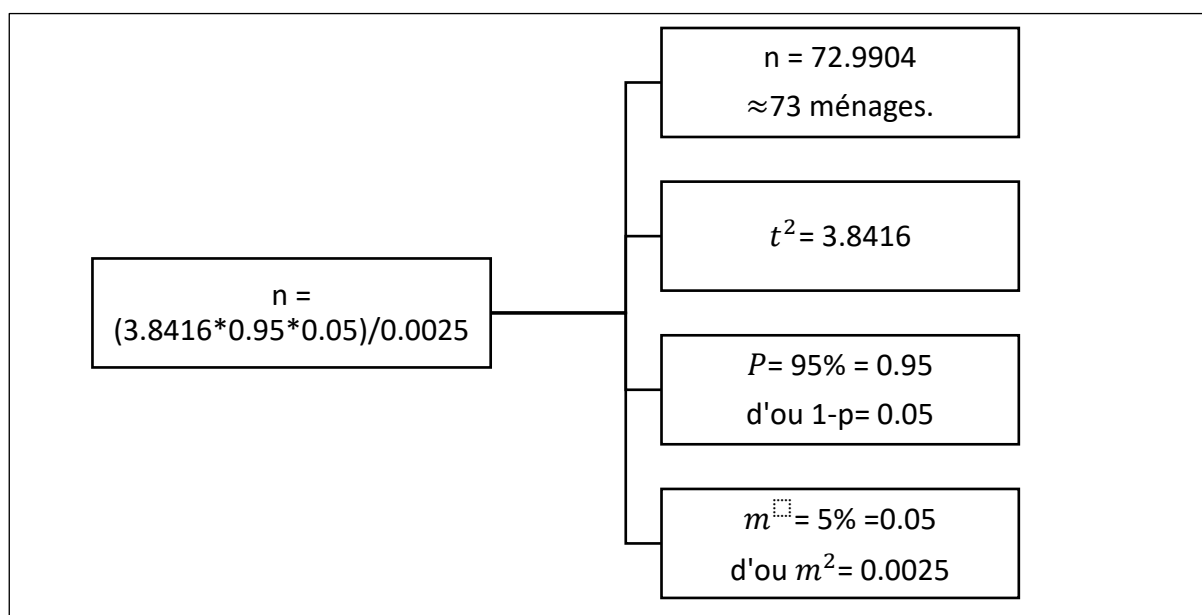 n =
(3.8416*0.95*0.05)/0.0025
n = 72.9904
≈73 ménages.
𝑡²= 3.8416
𝑃= 95% = 0.95
d'ou 1-p= 0.05
𝑚⬚= 5% =0.05
d'ou 𝑚²= 0.0025